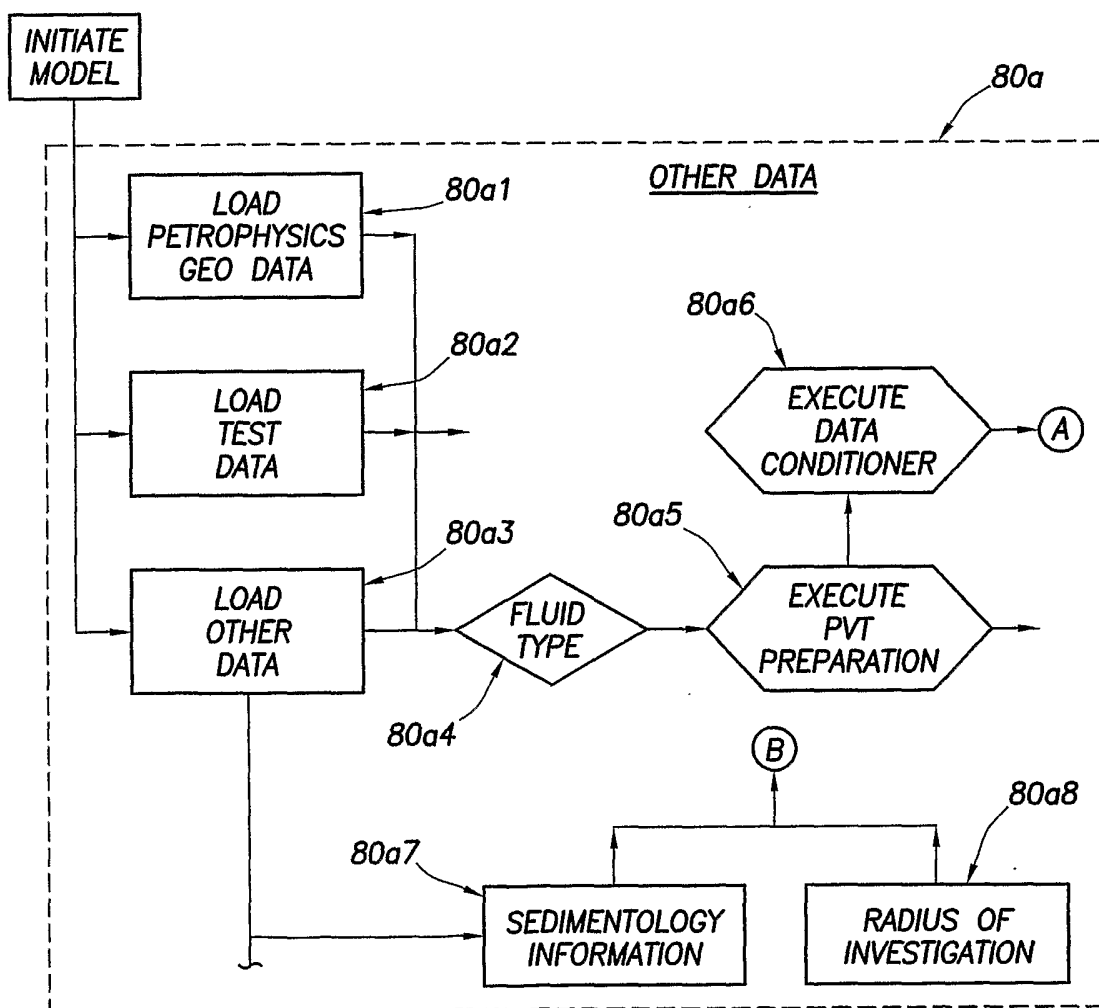 INITIATE
MODEL
80a
OTHER DATA
80a1
LOAD
PETROPHYSICS
GEO DATA
80a2
LOAD
TEST
DATA
80a6
EXECUTE
DATA
CONDITIONER
A
80a3
LOAD
OTHER
DATA
FLUID
TYPE
80a4
80a5
EXECUTE
PVT
PREPARATION
B
80a7
SEDIMENTOLOGY
INFORMATION
80a8
RADIUS OF
INVESTIGATION